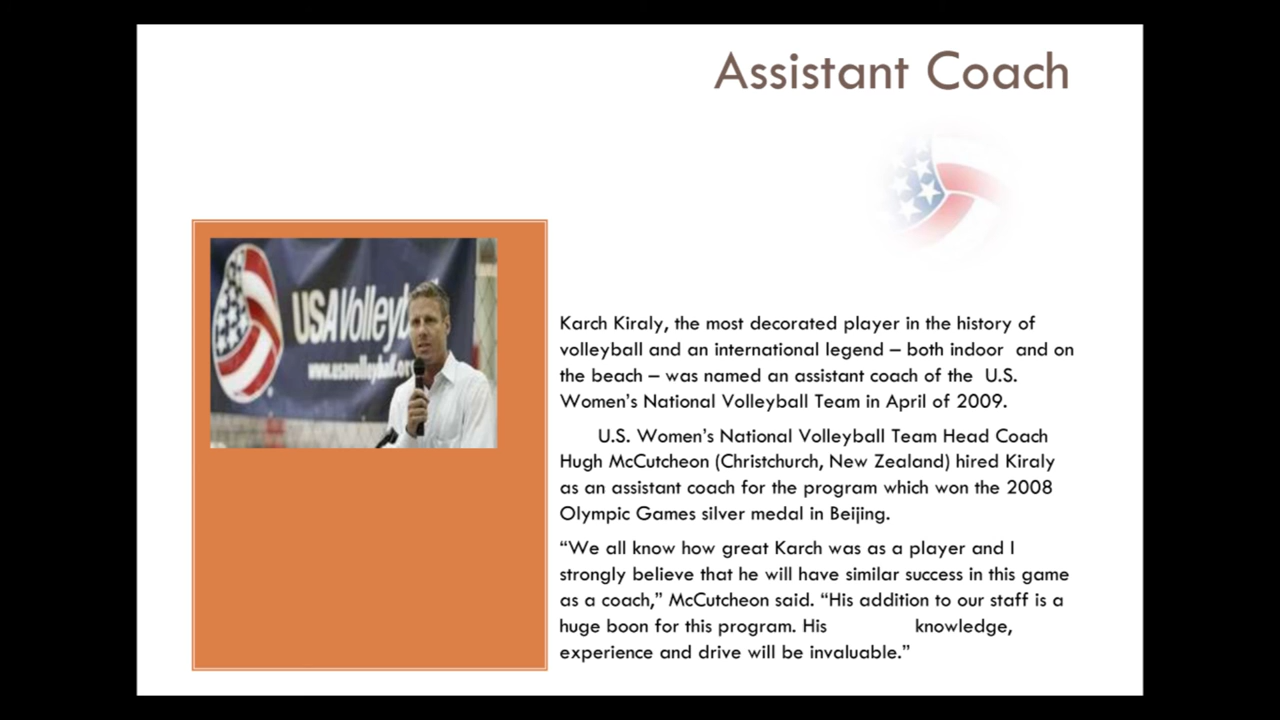 Assistant Coach
USA Volleyb
www.usavolleyball.org
Karch Kiraly, the most decorated player in the history of
volleyball and an international legend – both indoor  and on
the beach – was named an assistant coach of the  U.S.
Women's National Volleyball Team in April of 2009.
U.S. Women's National Volleyball Team Head Coach
Hugh McCutcheon (Christchurch, New Zealand) hired Kiraly
as an assistant coach for the program which won the 2008
Olympic Games silver medal in Beijing.
“We all know how great Karch was as a player and I
strongly believe that he will have similar success in this game
as a coach,” McCutcheon said. “His addition to our staff is a
huge boon for this program. His knowledge,
experience and drive will be invaluable.”